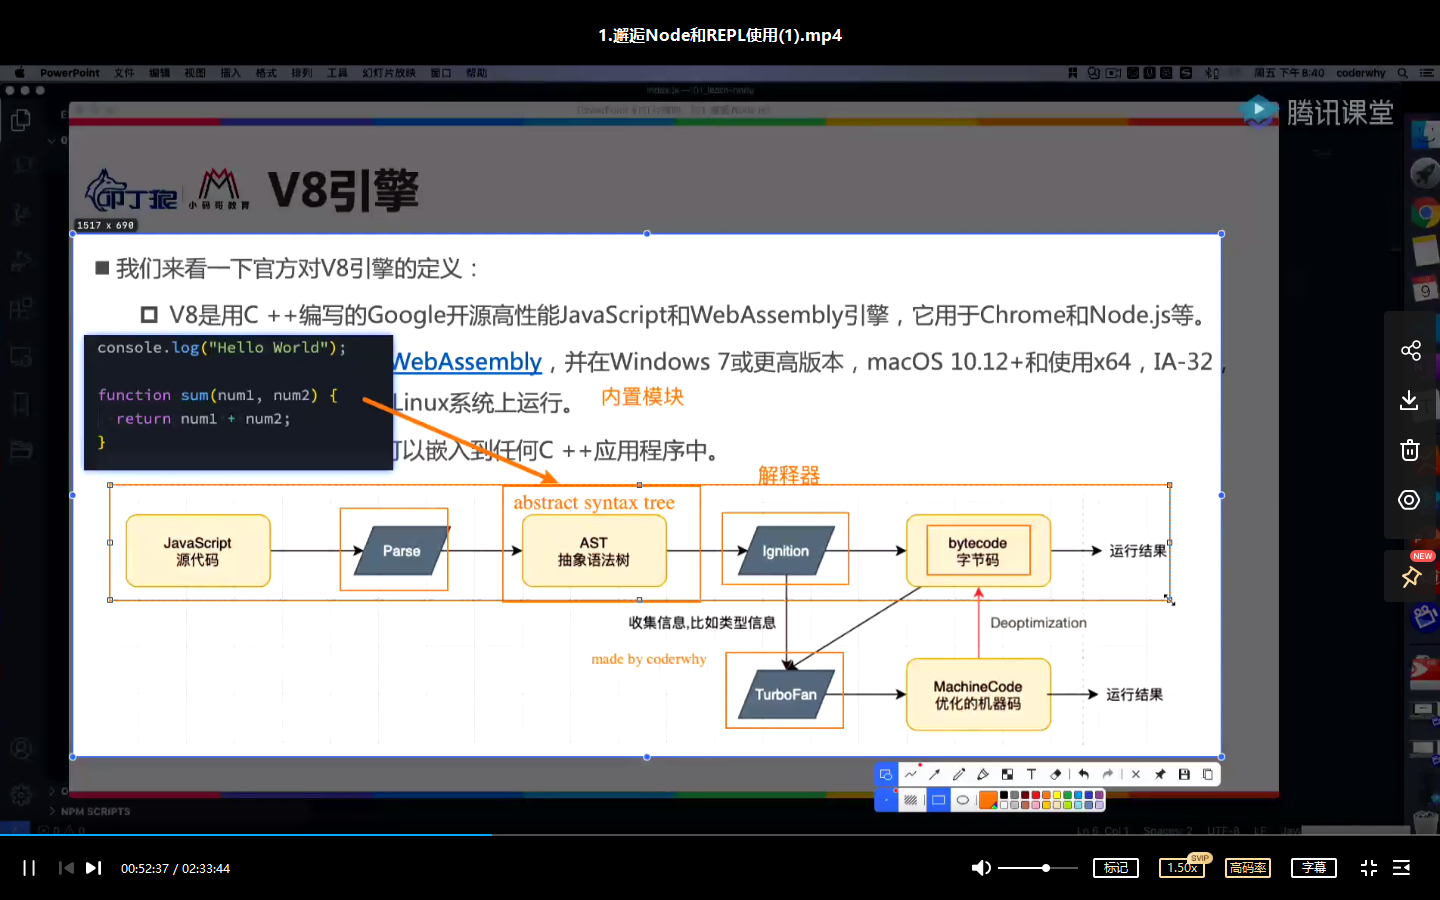 1.邂逅Node和REPL使用(1).mp4
PowerPoint 文件 编辑 视图 插入 格式 排列 工具 幻灯片放映 窗口 帮助
周五 下午 8:40 coderwhy
腾讯课堂
小码哥教育
V8引擎
1517 x 690
我们来看一下官方对V8引擎的定义：
V8是用C ++编写的Google开源高性能JavaScript和WebAssembly引擎，它用于Chrome和Node.js等。
WebAssembly，并在Windows 7或更高版本，macOS 10.12+和使用x64，IA-32，
Linux系统上运行。
内置模块
可以嵌入到任何C ++应用程序中。
console.log("Hello World");
function sum(num1, num2) {
return num1 + num2;
}
解释器
abstract syntax tree
JavaScript
源代码
Parse
AST
抽象语法树
Ignition
bytecode
字节码
运行结果
收集信息,比如类型信息
Deoptimization
made by coderwhy
TurboFan
MachineCode
优化的机器码
运行结果
NPM SCRIPTS
NEW
00:52:37 / 02:33:44
标记
1.50x
SVIP
高码率
字幕